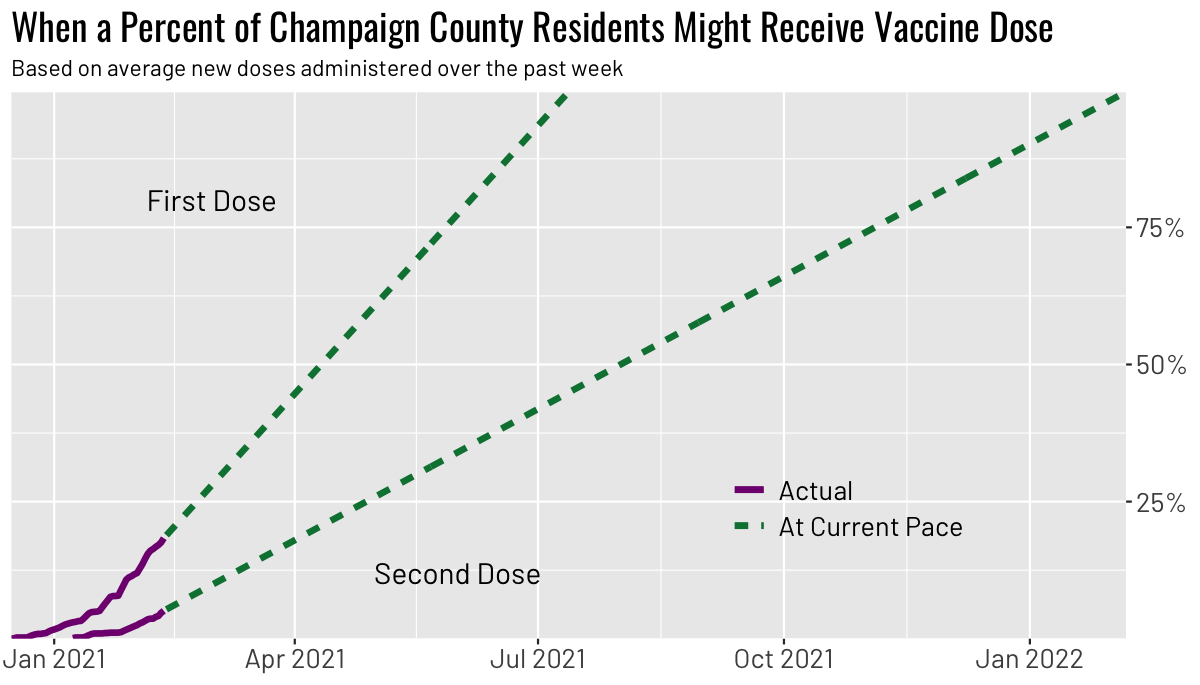 When a Percent of Champaign County Residents Might Receive Vaccine Dose
Based on average new doses administered over the past week
First Dose
75%
50%
Actual
25%
At Current Pace
Second Dose
Jan 2021
Apr 2021
Jul 2021
Oct 2021
Jan 2022